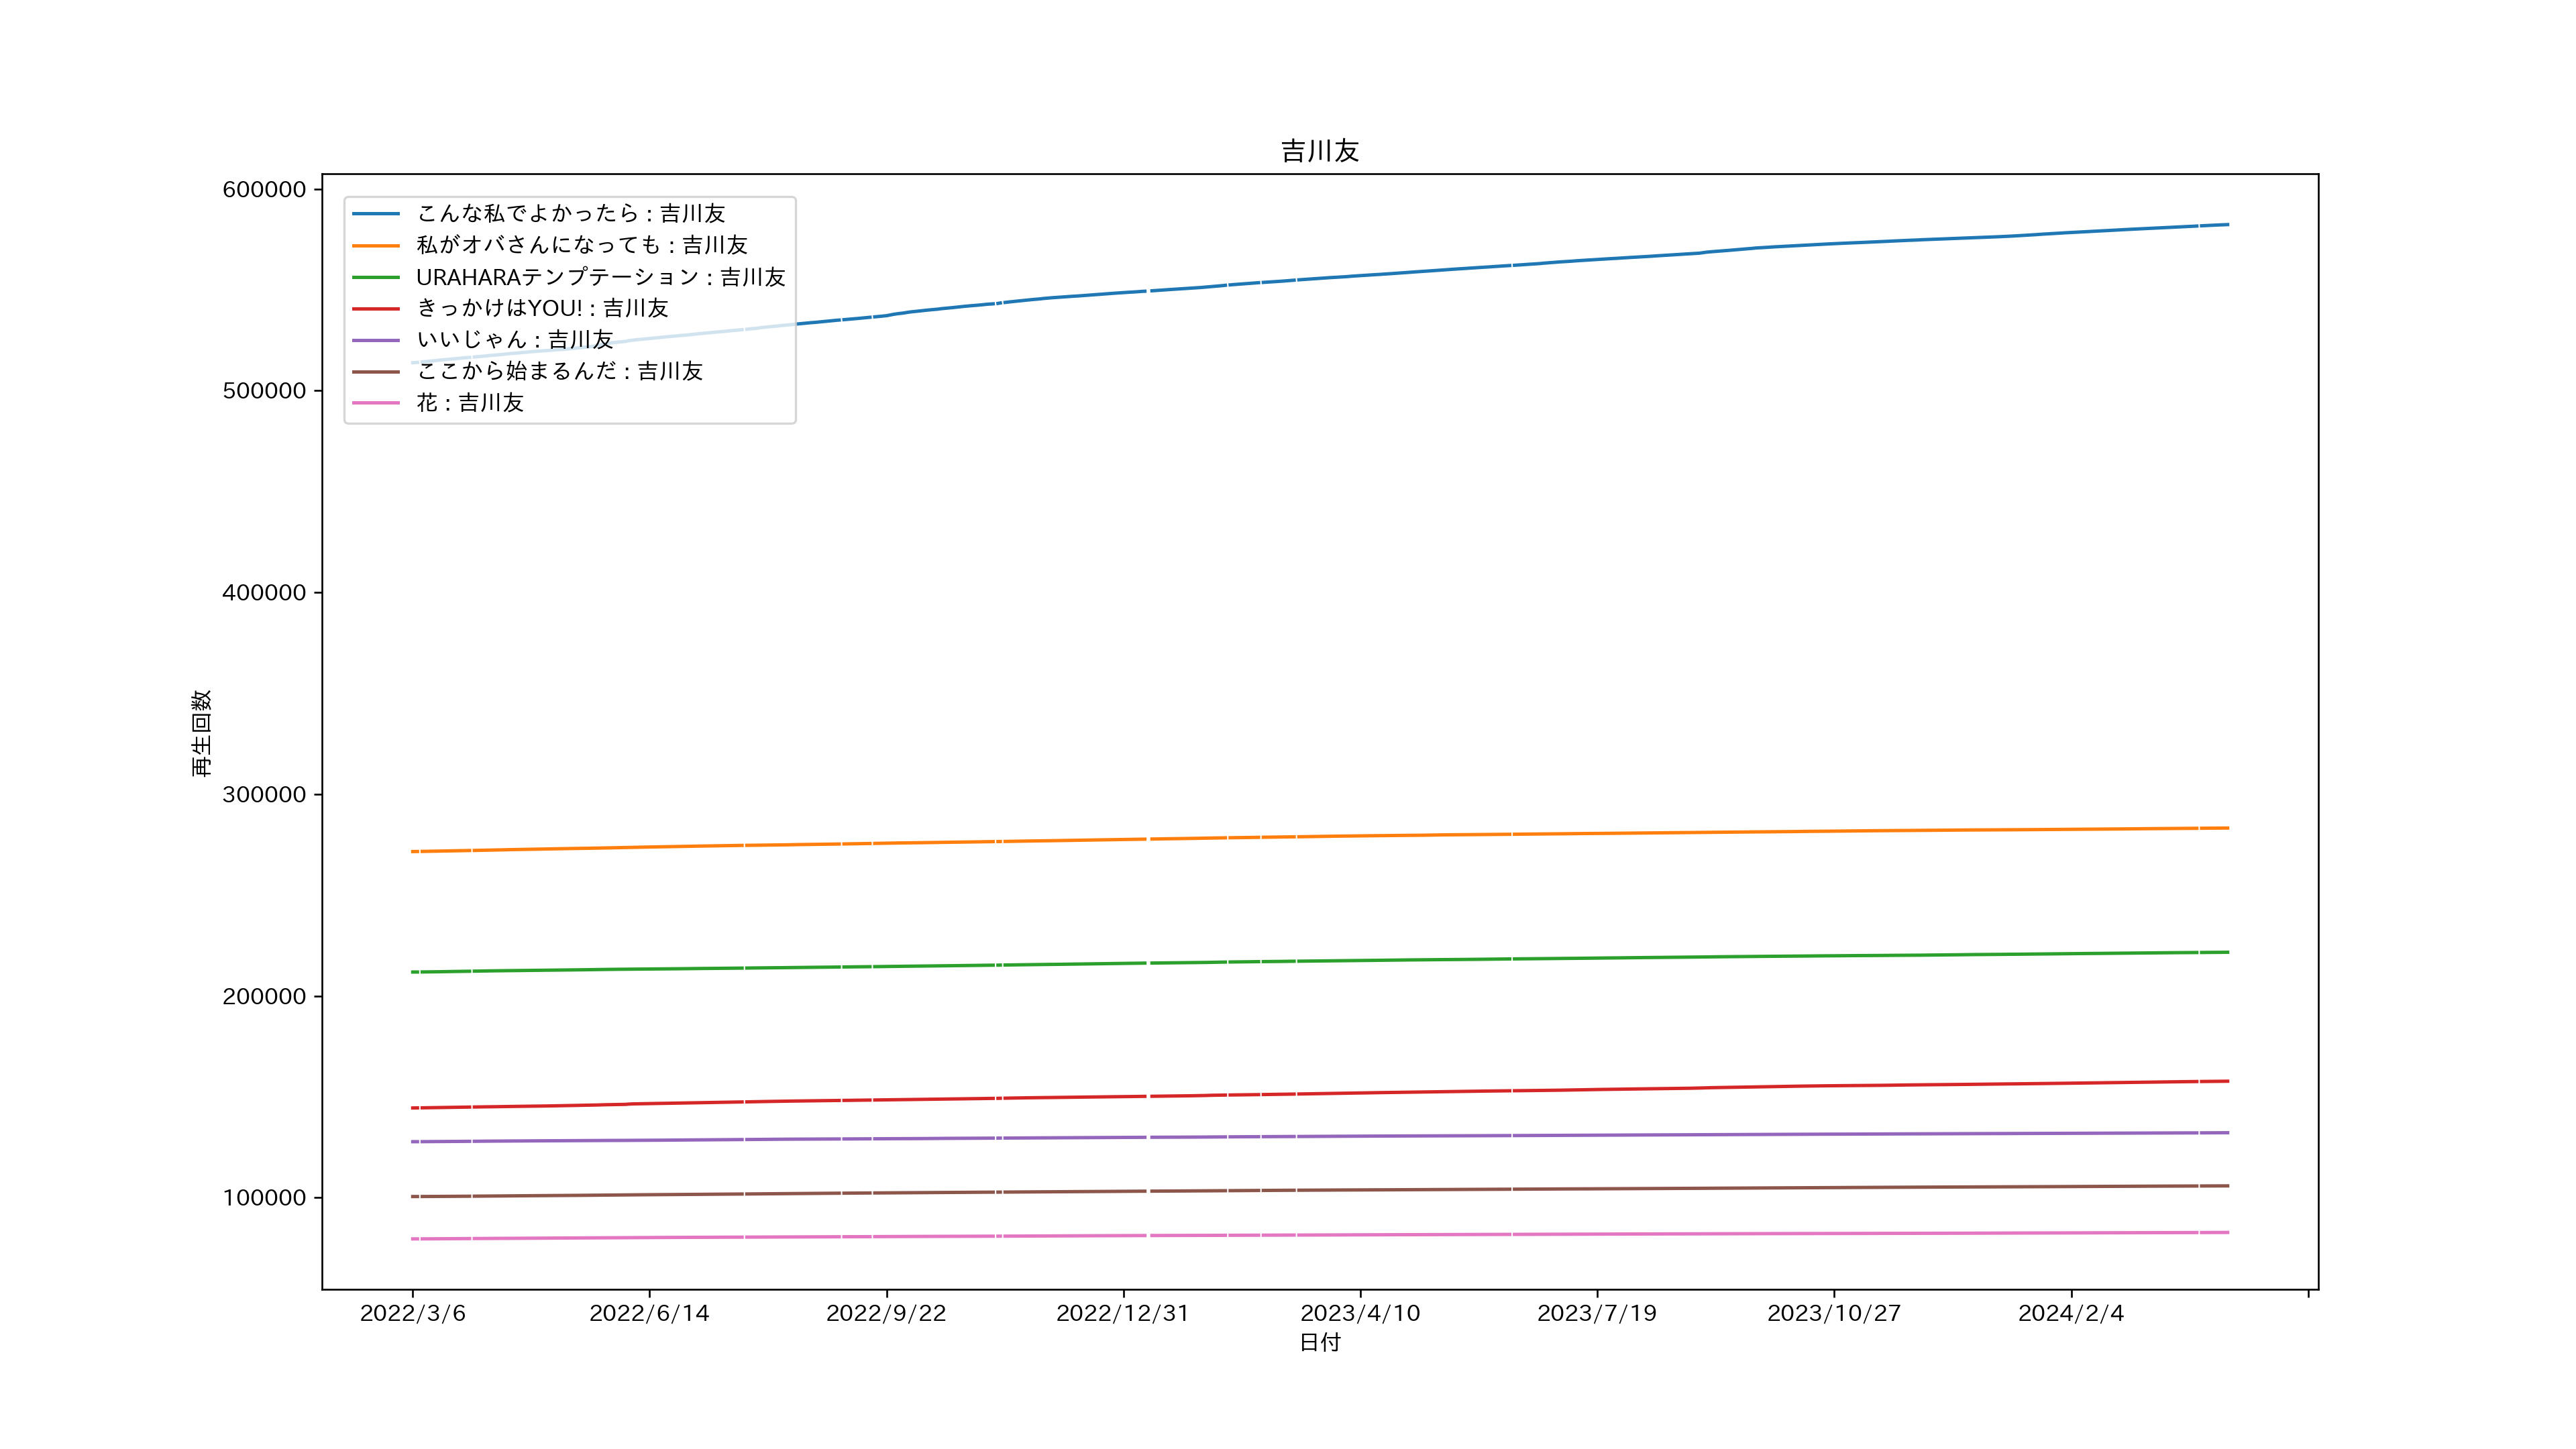 吉川友
600000
500000
400000
300000
200000
100000
再生回数
こんな私でよかったら : 吉川友
私がオバさんになっても : 吉川友
URAHARAテンプテーション : 吉川友
きっかけはYOU! : 吉川友
いいじゃん : 吉川友
ここから始まるんだ : 吉川友
花 : 吉川友
2022/3/6 2022/6/14 2022/9/22 2022/12/31 2023/4/10 2023/7/19 2023/10/27 2024/2/4
日付